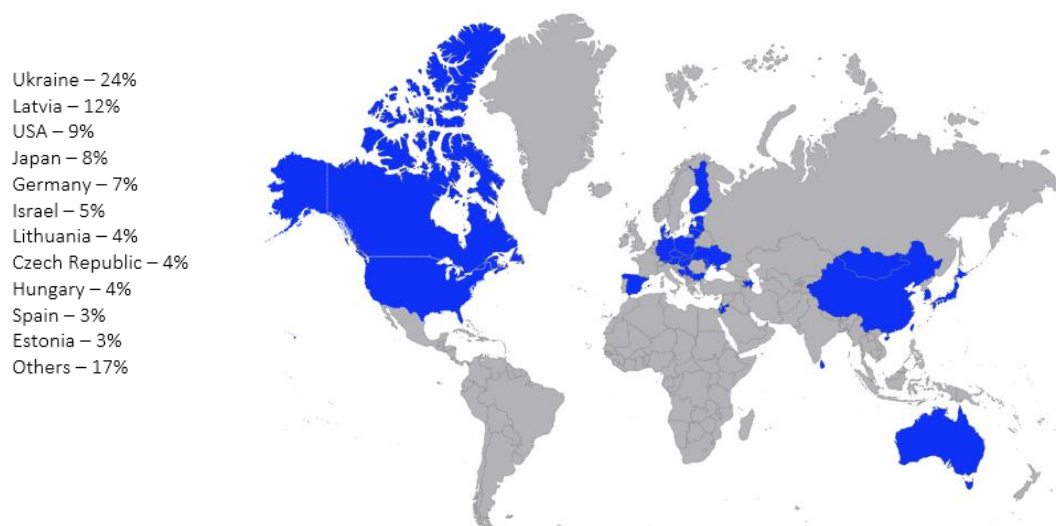 Ukraine – 24%
Latvia – 12%
USA – 9%
Japan – 8%
Germany – 7%
Israel – 5%
Lithuania – 4%
Czech Republic – 4%
Hungary – 4%
Spain – 3%
Estonia – 3%
Others – 17%